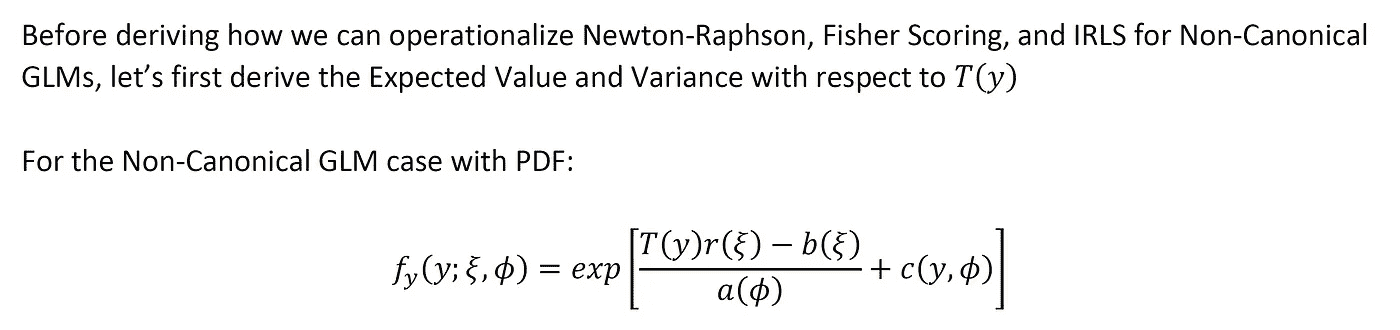 Before deriving how we can operationalize Newton-Raphson, Fisher Scoring, and IRLS for Non-Canonical
GLMs, let’s first derive the Expected Value and Variance with respect to T(y)
For the Non-Canonical GLM case with PDF:
f_y(y; ξ, ϕ) = exp[(T(y)r(ξ) − b(ξ))/a(ϕ) + c(y, ϕ)]